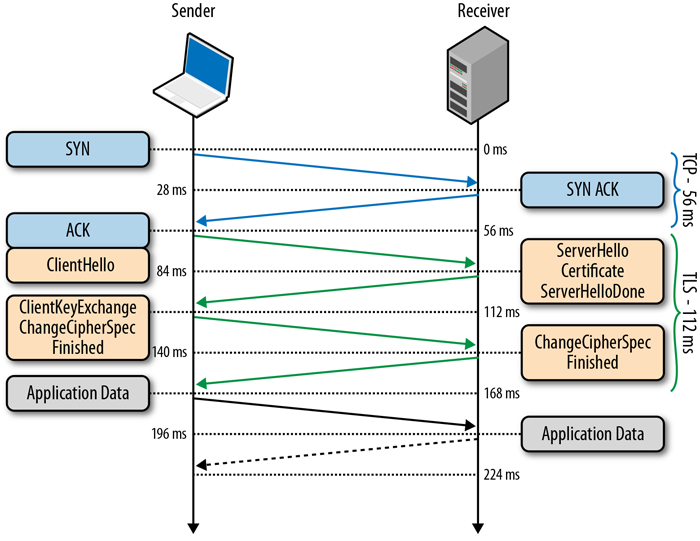 Sender
Receiver
SYN
0 ms
28 ms
SYN ACK
TCP - 56 ms
ACK
56 ms
ClientHello
84 ms
ServerHello
Certificate
ServerHelloDone
TLS - 112 ms
ClientKeyExchange
ChangeCipherSpec
Finished
112 ms
140 ms
ChangeCipherSpec
Finished
Application Data
168 ms
196 ms
Application Data
224 ms